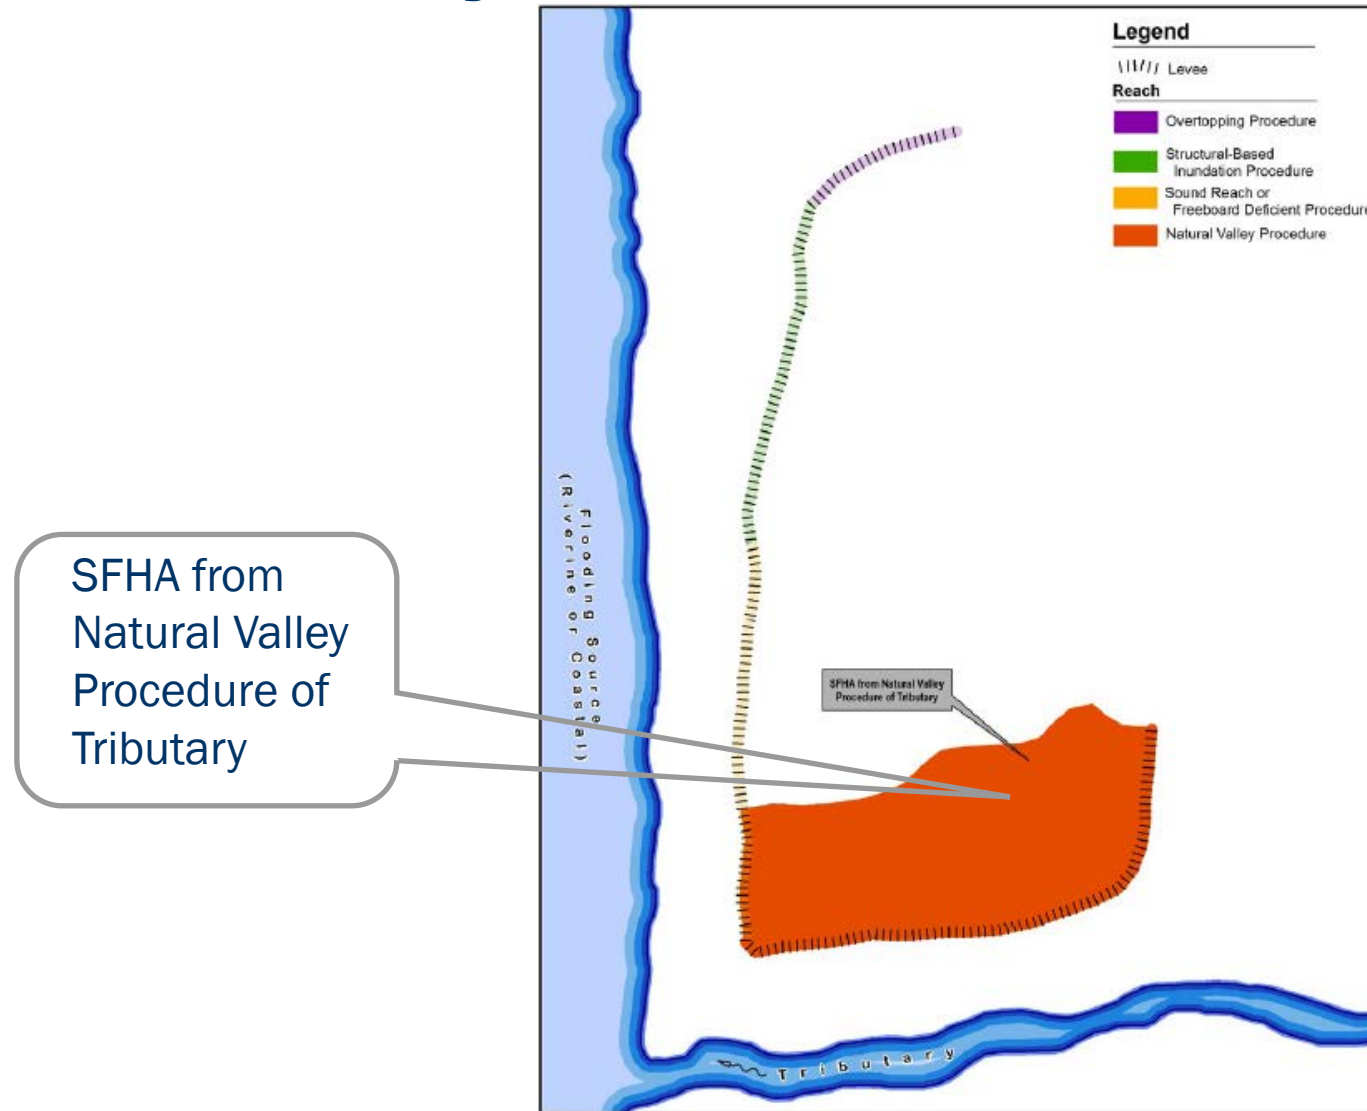 Legend
Levee
Reach
Overtopping Procedure
Structural-Based
Inundation Procedure
Sound Reach or
Freeboard Deficient Procedure
Natural Valley Procedure
Flooding Source
(Riverine or Coastal)
SFHA from
Natural Valley
Procedure of
Tributary
SFHA from Natural Valley
Procedure of Tributary
Tributary